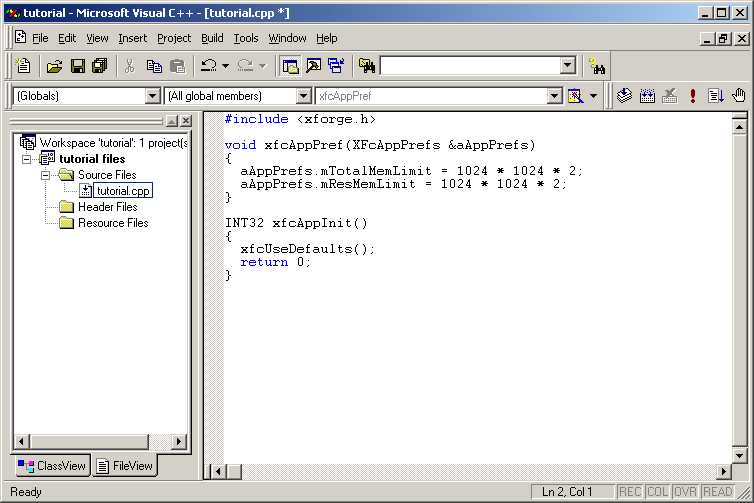 tutorial - Microsoft Visual C++ - [tutorial.cpp *]
File Edit View Insert Project Build Tools Window Help
(Globals) (All global members) xfcAppPref
Workspace 'tutorial': 1 project(s
tutorial files
Source Files
tutorial.cpp
Header Files
Resource Files
ClassView FileView
#include <xforge.h>
void xfcAppPref(XFcAppPrefs &aAppPrefs)
{
aAppPrefs.mTotalMemLimit = 1024 * 1024 * 2;
aAppPrefs.mResMemLimit = 1024 * 1024 * 2;
}
INT32 xfcAppInit()
{
xfcUseDefaults();
return 0;
}
Ready Ln 2, Col 1 REC COL OVR READ